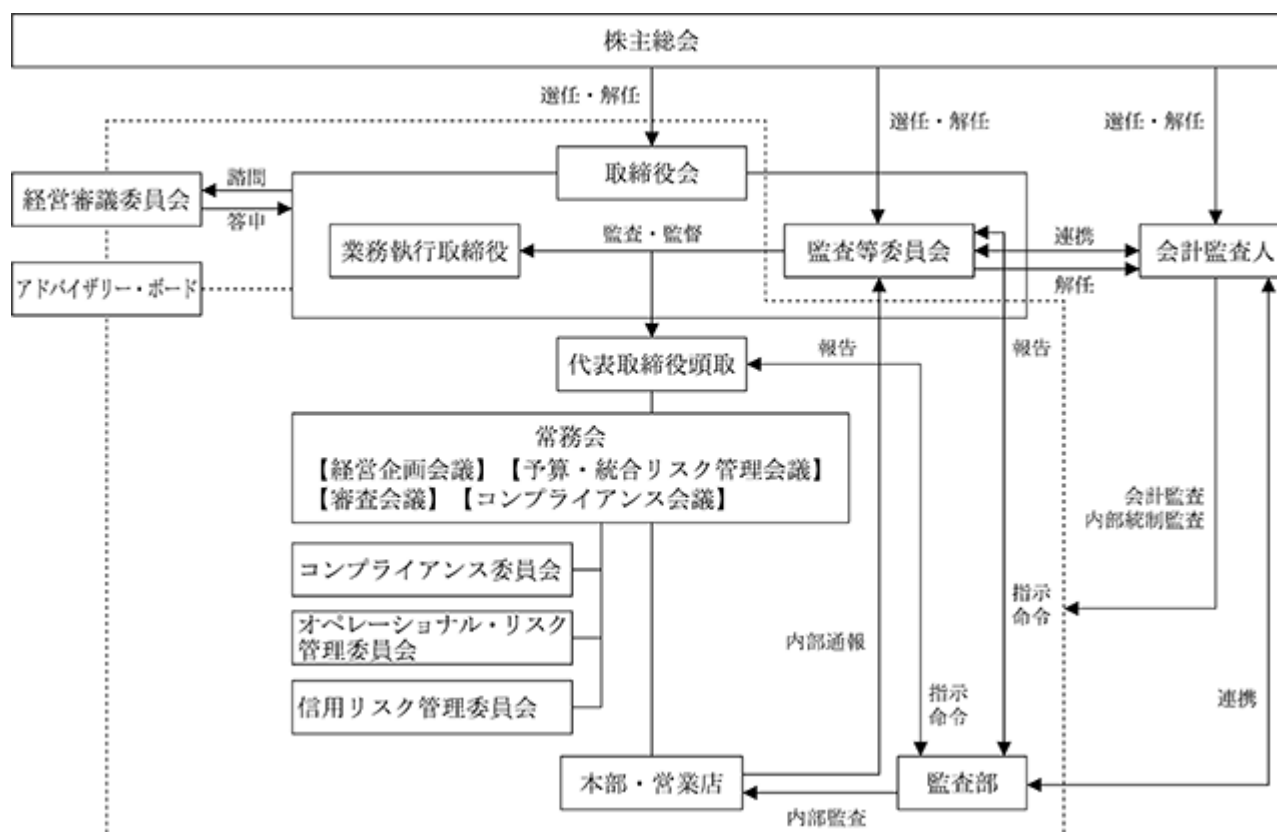 株主総会
選任・解任
選任・解任
選任・解任
取締役会
経営審議委員会
諮問
答申
業務執行取締役
監査・監督
監査等委員会
連携
解任
会計監査人
アドバイザリー・ボード
代表取締役頭取
報告
報告
常務会
【経営企画会議】【予算・統合リスク管理会議】
【審査会議】【コンプライアンス会議】
会計監査
内部統制監査
コンプライアンス委員会
オペレーショナル・リスク
管理委員会
指示
命令
内部通報
信用リスク管理委員会
指示
命令
連携
本部・営業店
監査部
内部監査